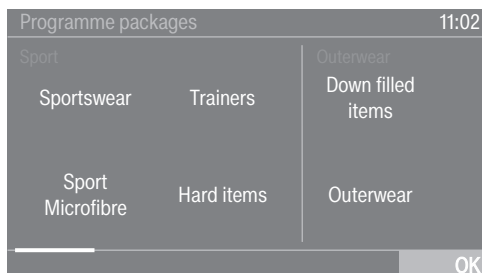 Programme packages 11:02
Sport
Outerwear
Sportswear
Trainers
Down filled
items
Sport
Microfibre
Hard items
Outerwear
OK